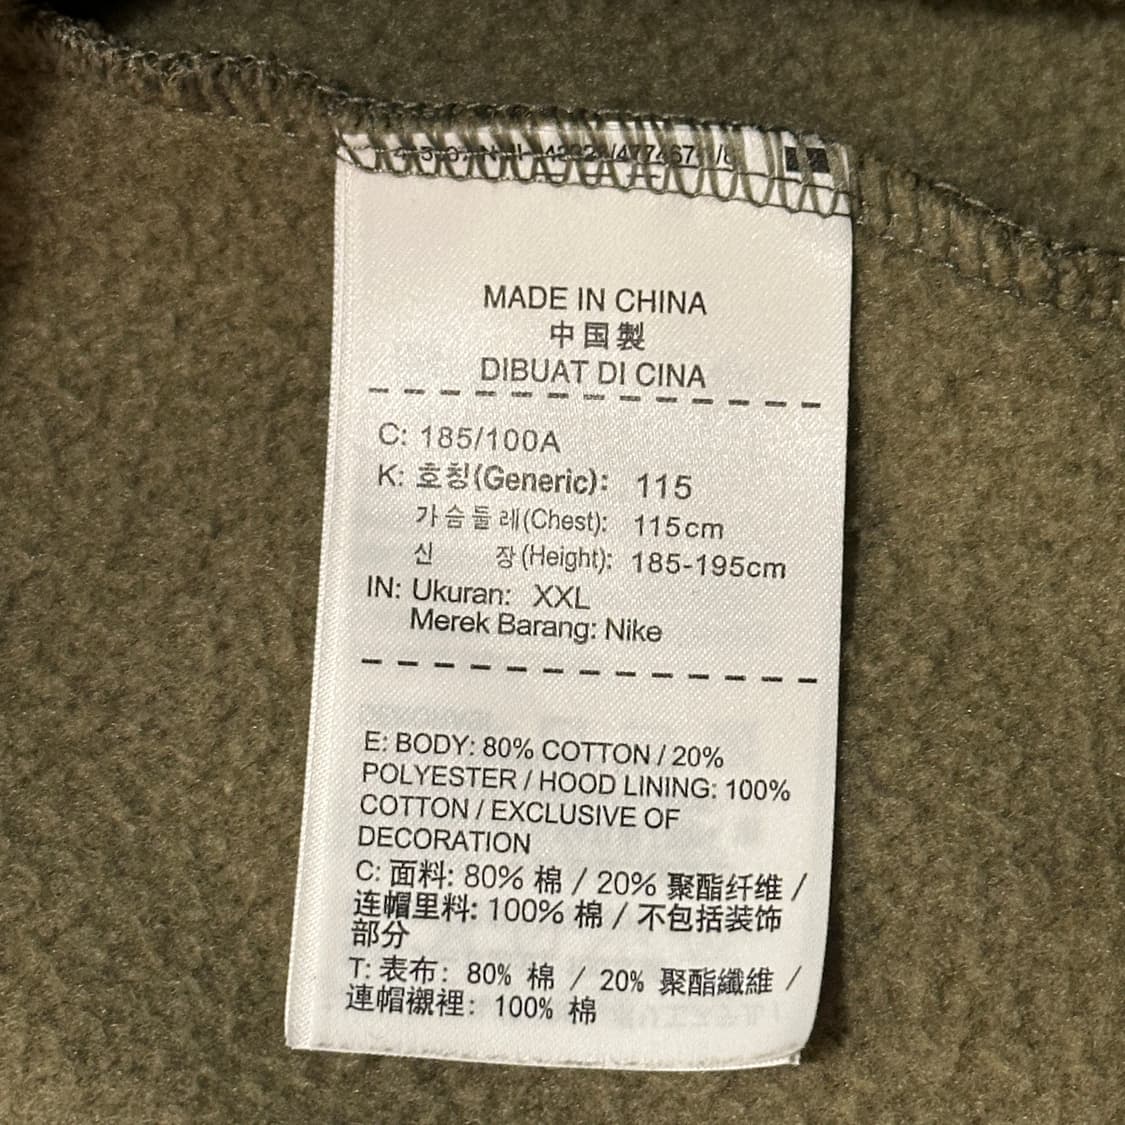 MADE IN CHINA
中国製
DIBUAT DI CINA
C: 185/100A
K: 호칭(Generic): 115
가슴둘레(Chest): 115cm
신 장(Height): 185-195cm
IN: Ukuran: XXL
Merek Barang: Nike
E: BODY: 80% COTTON / 20%
POLYESTER / HOOD LINING: 100%
COTTON / EXCLUSIVE OF
DECORATION
C: 面料: 80% 棉 / 20% 聚酯纤维 /
连帽里料: 100% 棉 / 不包括装饰
部分
T: 表布: 80% 棉 / 20% 聚酯纖維 /
連帽襯裡: 100% 棉